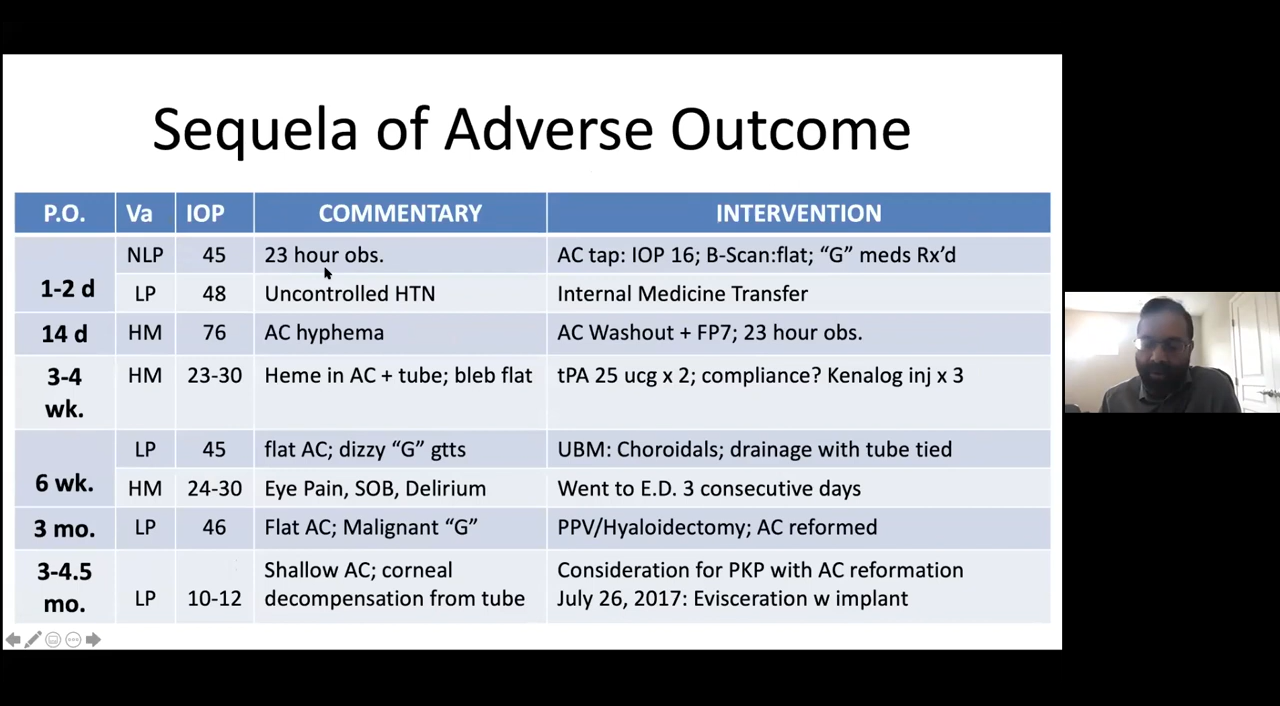 Sequela of Adverse Outcome
P.O. Va IOP COMMENTARY INTERVENTION
1-2 d NLP 45 23 hour obs. AC tap: IOP 16; B-Scan:flat; “G” meds Rx’d
LP 48 Uncontrolled HTN Internal Medicine Transfer
14 d HM 76 AC hyphema AC Washout + FP7; 23 hour obs.
3-4 wk. HM 23-30 Heme in AC + tube; bleb flat tPA 25 ucg x 2; compliance? Kenalog inj x 3
6 wk. LP 45 flat AC; dizzy “G” gtts UBM: Choroidals; drainage with tube tied
HM 24-30 Eye Pain, SOB, Delirium Went to E.D. 3 consecutive days
3 mo. LP 46 Flat AC; Malignant “G” PPV/Hyaloidectomy; AC reformed
3-4.5 Shallow AC; corneal Consideration for PKP with AC reformation
mo. LP 10-12 decompensation from tube July 26, 2017: Evisceration w implant